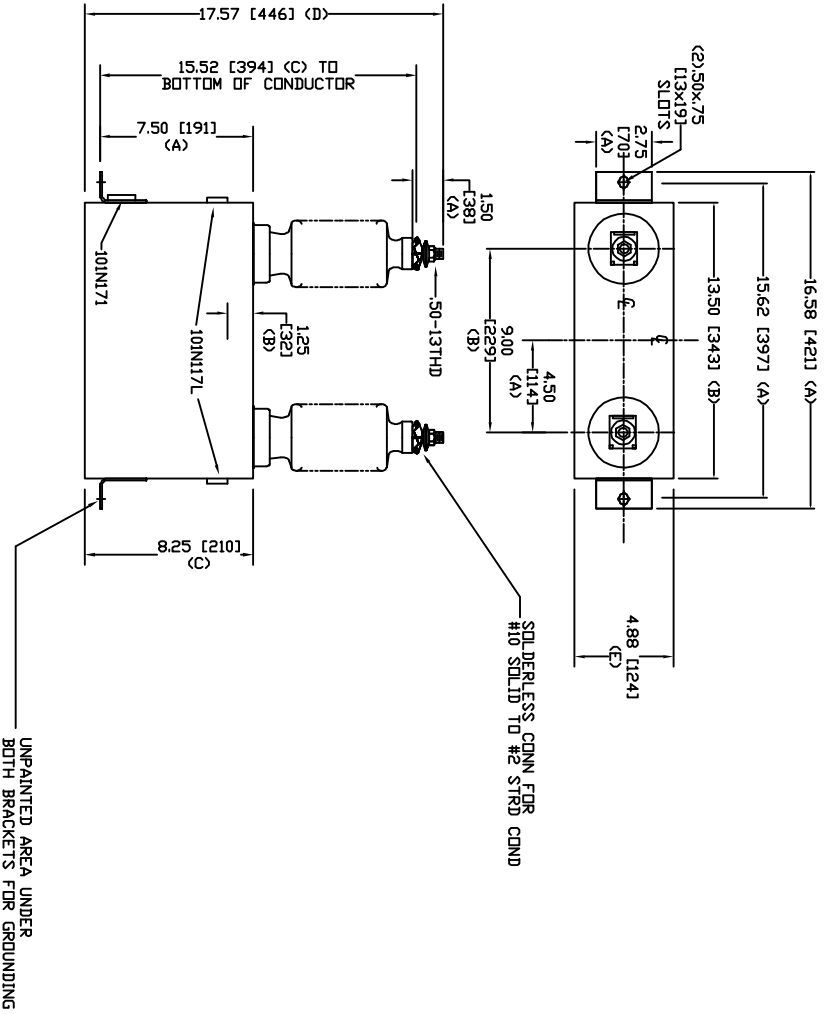 17.57 [446] (D)
15.52 [394] (C) TO
BOTTOM OF CONDUCTOR
7.50 [191]
(A)
(2).50x.75
[13x19]
SLOTS
2.75
[70]
(A)
16.58 [421] (A)
15.62 [397] (A)
13.50 [343] (B)
1.50
[38]
(A)
.50-13THD
9.00
[229]
(B)
4.50
[114]
(A)
CL
CL
101N171
101N117L
1.25
[32]
(B)
8.25 [210]
(C)
4.88 [124]
(E)
SOLDERLESS CONN FOR
#10 SOLID TO #2 STRD COND
UNPAINTED AREA UNDER
BOTH BRACKETS FOR GROUNDING